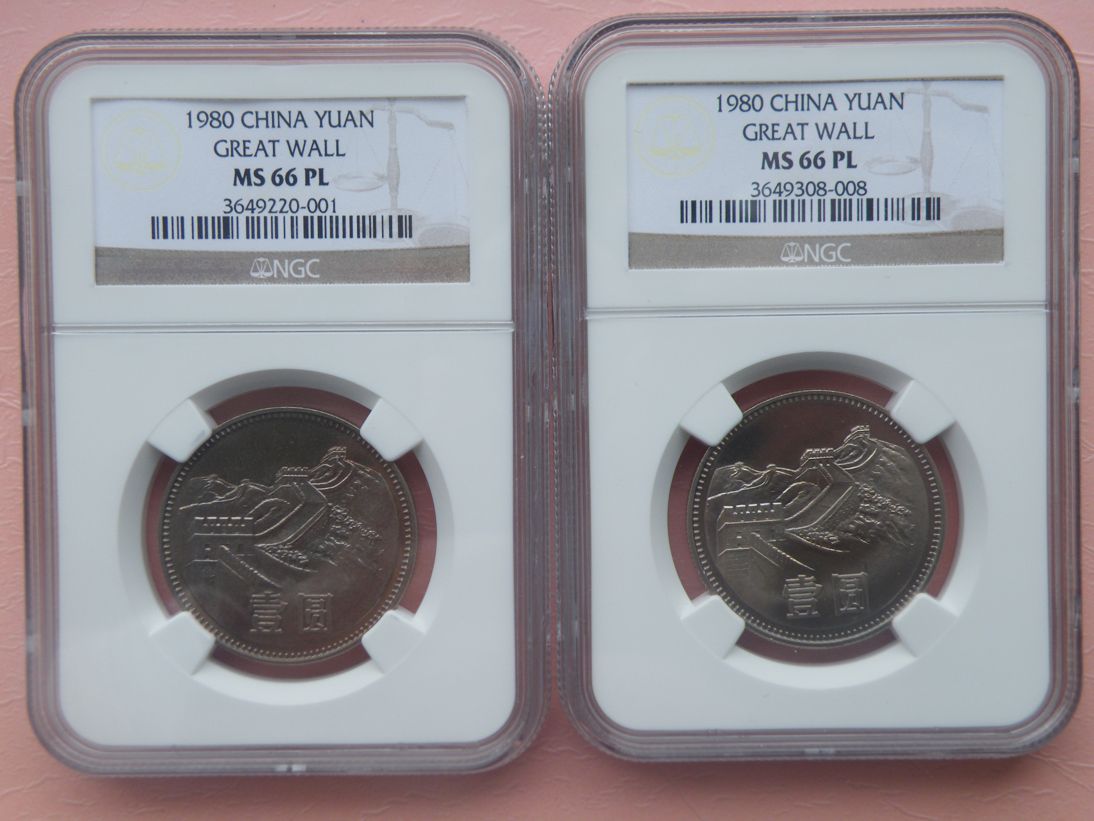 1980 CHINA YUAN
GREAT WALL
MS 66 PL
3649220-001
NGC
壹圆
1980 CHINA YUAN
GREAT WALL
MS 66 PL
3649308-008
NGC
壹圆